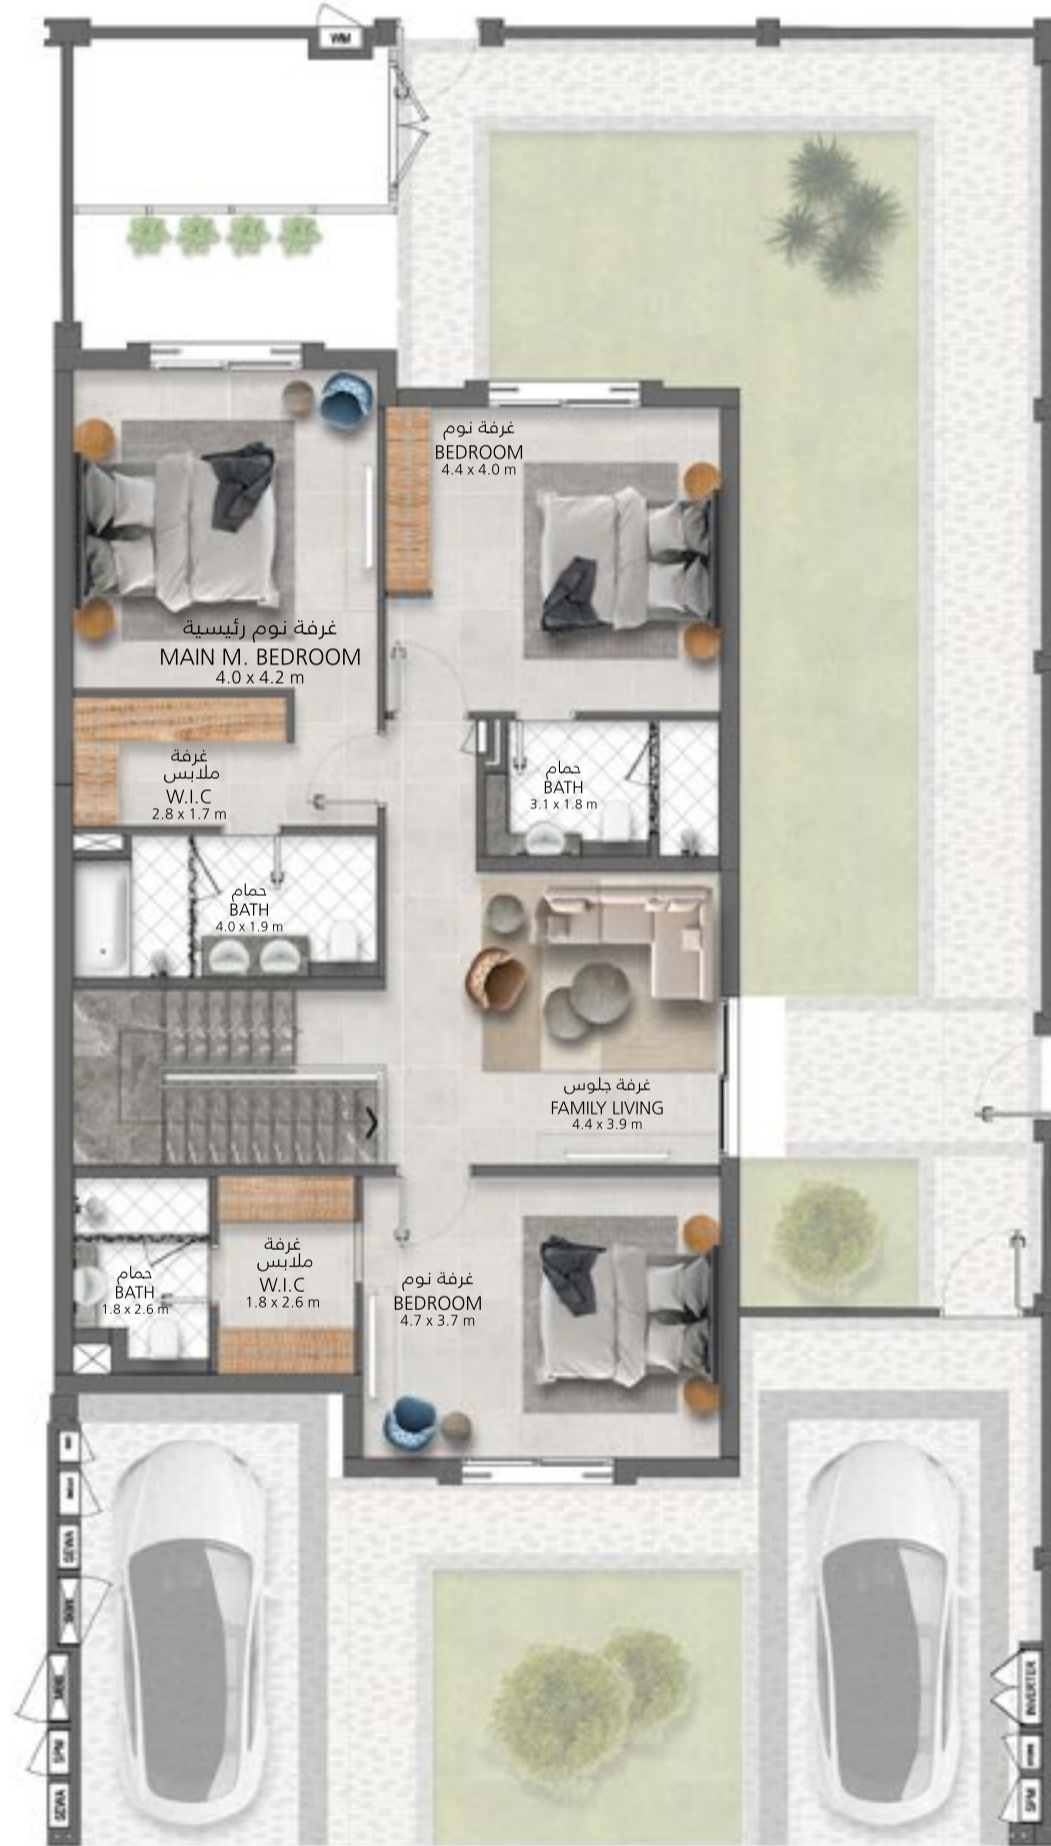 WM
غرفة نوم
BEDROOM
4.4 x 4.0 m
غرفة نوم رئيسية
MAIN M. BEDROOM
4.0 x 4.2 m
غرفة
ملابس
W.I.C
2.8 x 1.7 m
حمام
BATH
3.1 x 1.8 m
حمام
BATH
4.0 x 1.9 m
غرفة جلوس
FAMILY LIVING
4.4 x 3.9 m
حمام
BATH
1.8 x 2.6 m
غرفة
ملابس
W.I.C
1.8 x 2.6 m
غرفة نوم
BEDROOM
4.7 x 3.7 m
SEWA
SPM
SEWA
INVERTER
SPM